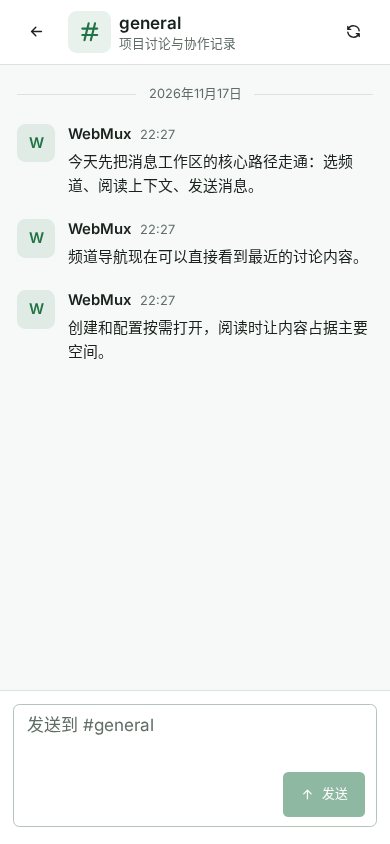 general
项目讨论与协作记录
2026年11月17日
W
WebMux 22:27
今天先把消息工作区的核心路径走通：选频
道、阅读上下文、发送消息。
W
WebMux 22:27
频道导航现在可以直接看到最近的讨论内容。
W
WebMux 22:27
创建和配置按需打开，阅读时让内容占据主要
空间。
发送到 #general
发送